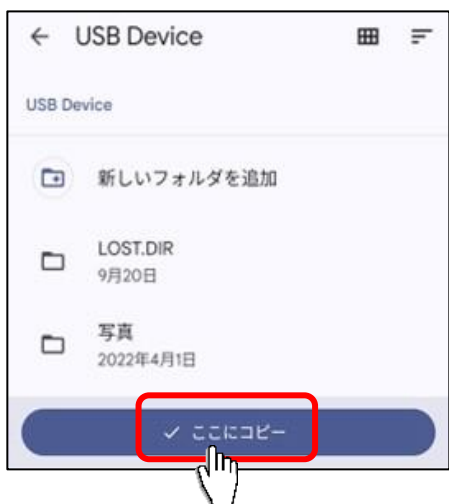 USB Device
USB Device
新しいフォルダを追加
LOST.DIR
9月20日
写真
2022年4月1日
ここにコピー